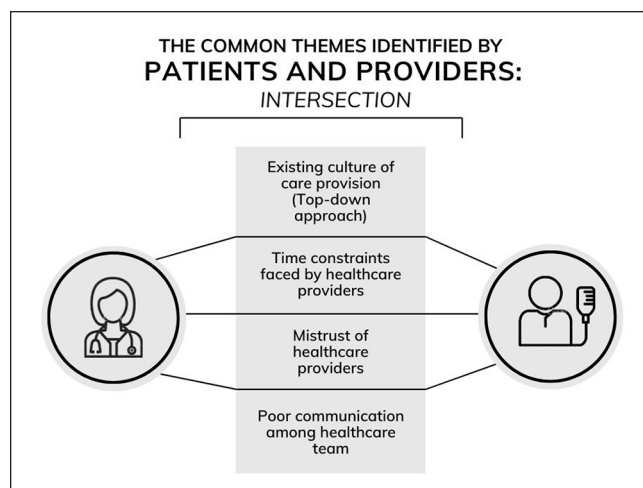 THE COMMON THEMES IDENTIFIED BY
PATIENTS AND PROVIDERS:
INTERSECTION
Existing culture of
care provision
(Top-down
approach)
Time constraints
faced by healthcare
providers
Mistrust of
healthcare
providers
Poor communication
among healthcare
team